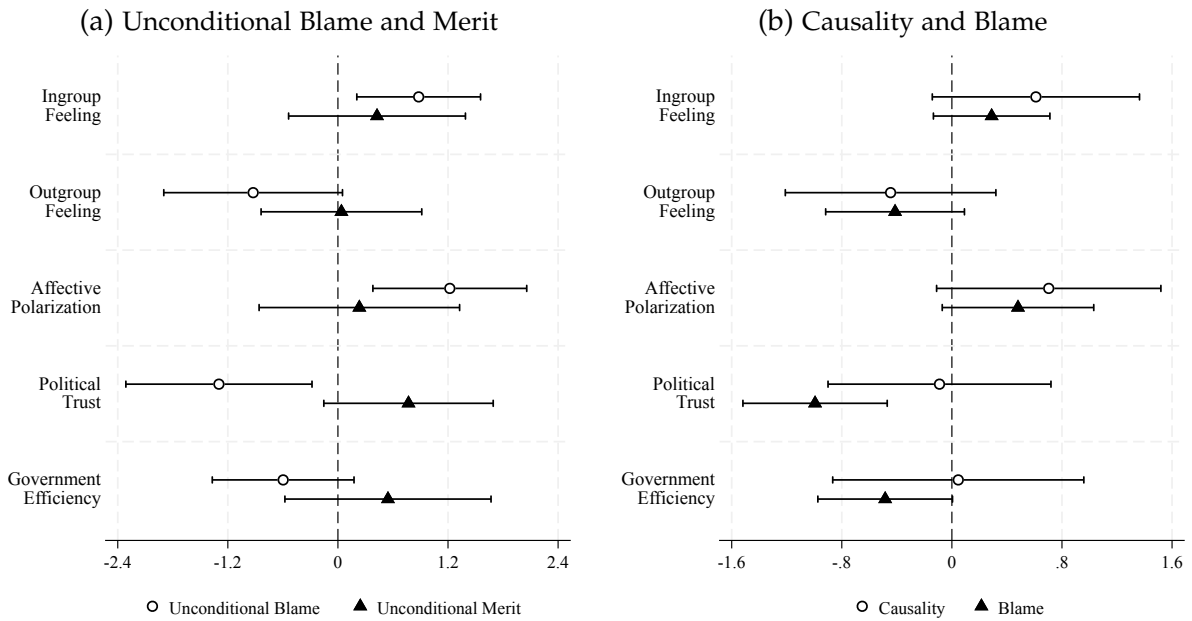 (a) Unconditional Blame and Merit
Ingroup
Feeling
Outgroup
Feeling
Affective
Polarization
Political
Trust
Government
Efficiency
-2.4 -1.2 0 1.2 2.4
Unconditional Blame Unconditional Merit
(b) Causality and Blame
Ingroup
Feeling
Outgroup
Feeling
Affective
Polarization
Political
Trust
Government
Efficiency
-1.6 -.8 0 .8 1.6
Causality Blame